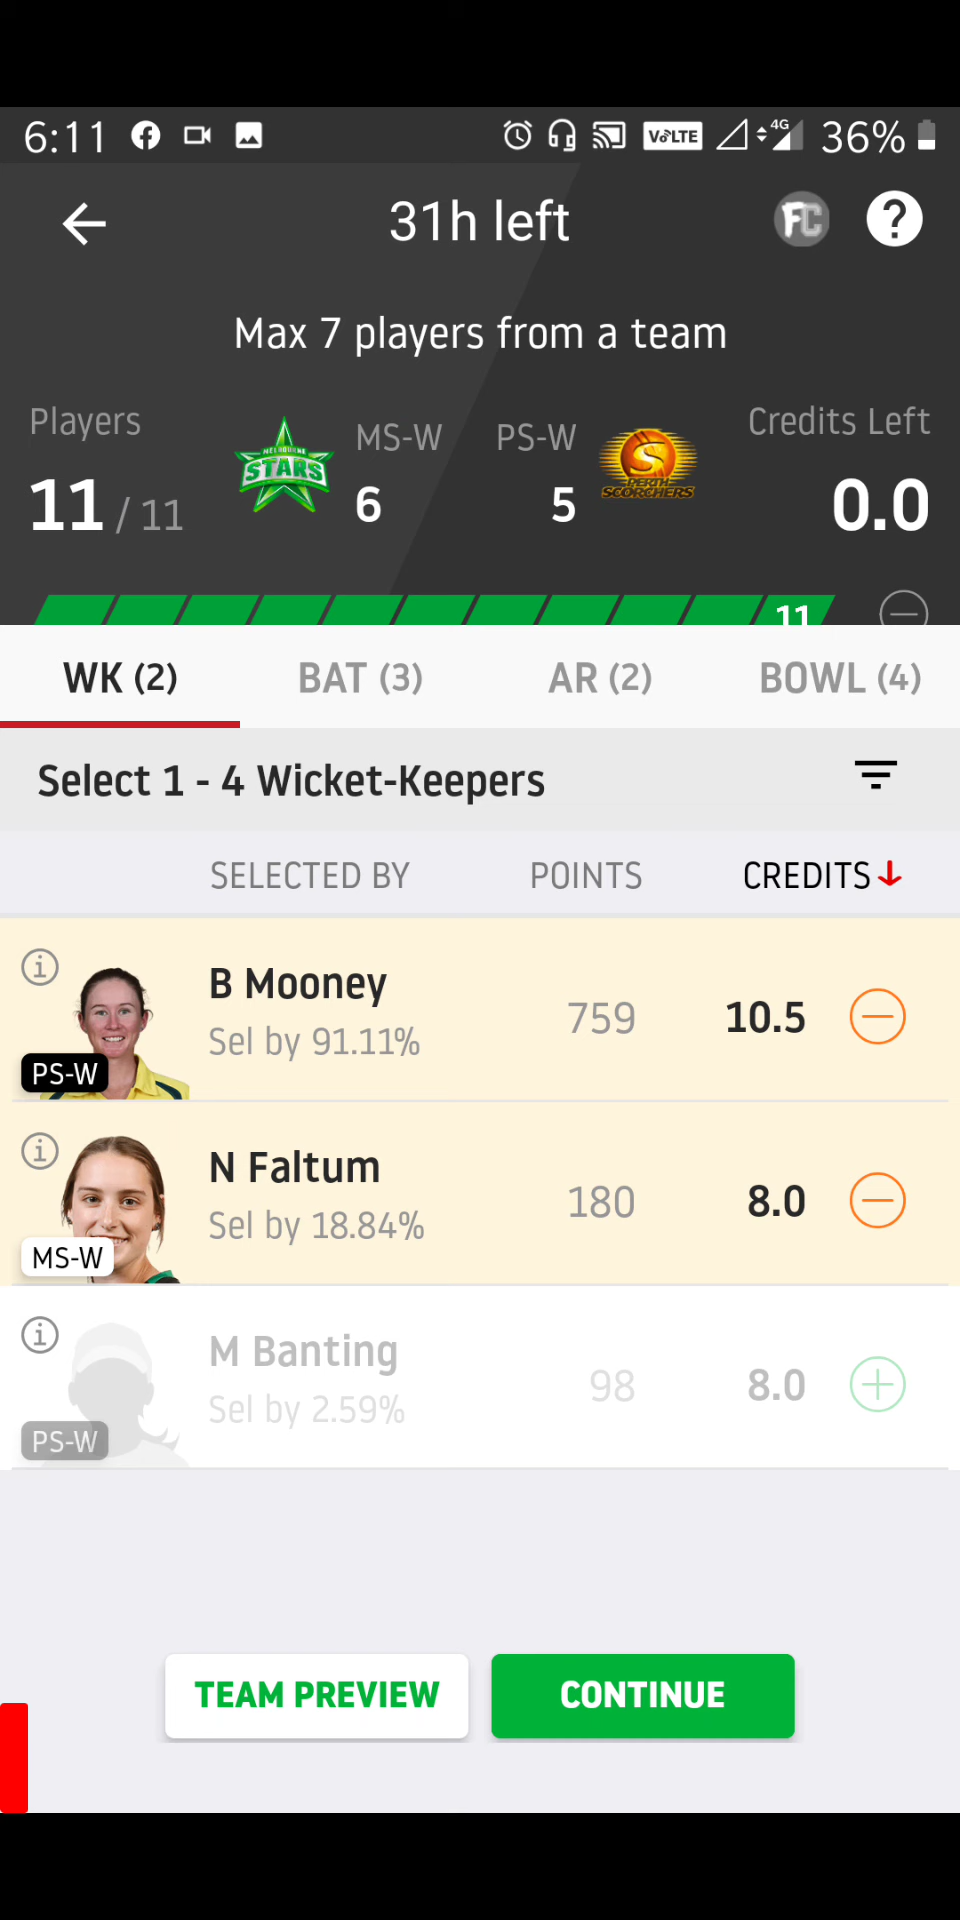 6:11 VoLTE 4G 36%
31h left FC ?
Max 7 players from a team
Players MS-W PS-W Credits Left
MELBOURNE STARS
PERTH SCORCHERS
11 / 11 6 5 0.0
11
WK (2) BAT (3) AR (2) BOWL (4)
Select 1 - 4 Wicket-Keepers
SELECTED BY POINTS CREDITS
B Mooney
Sel by 91.11% 759 10.5
PS-W
N Faltum
Sel by 18.84% 180 8.0
MS-W
M Banting
Sel by 2.59% 98 8.0
PS-W
TEAM PREVIEW CONTINUE